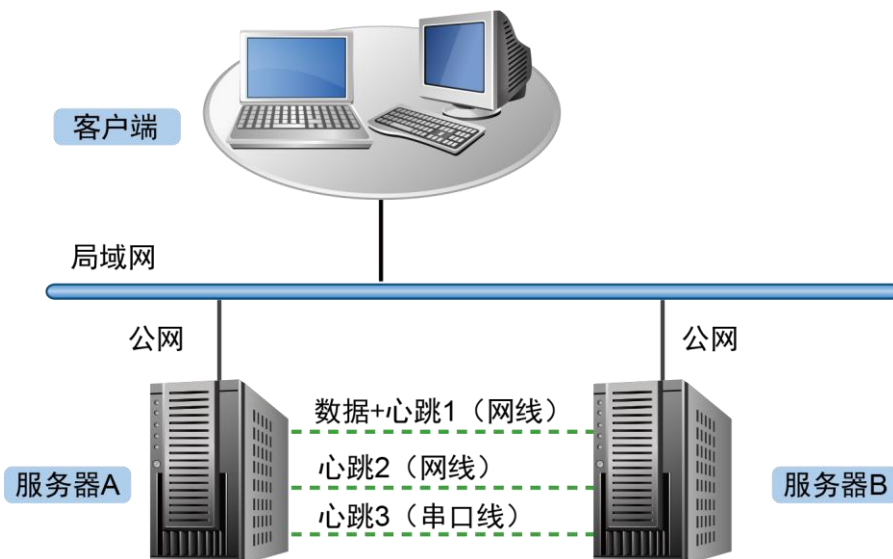 客户端
局域网
公网
公网
数据+心跳1（网线）
心跳2（网线）
服务器A
服务器B
心跳3（串口线）